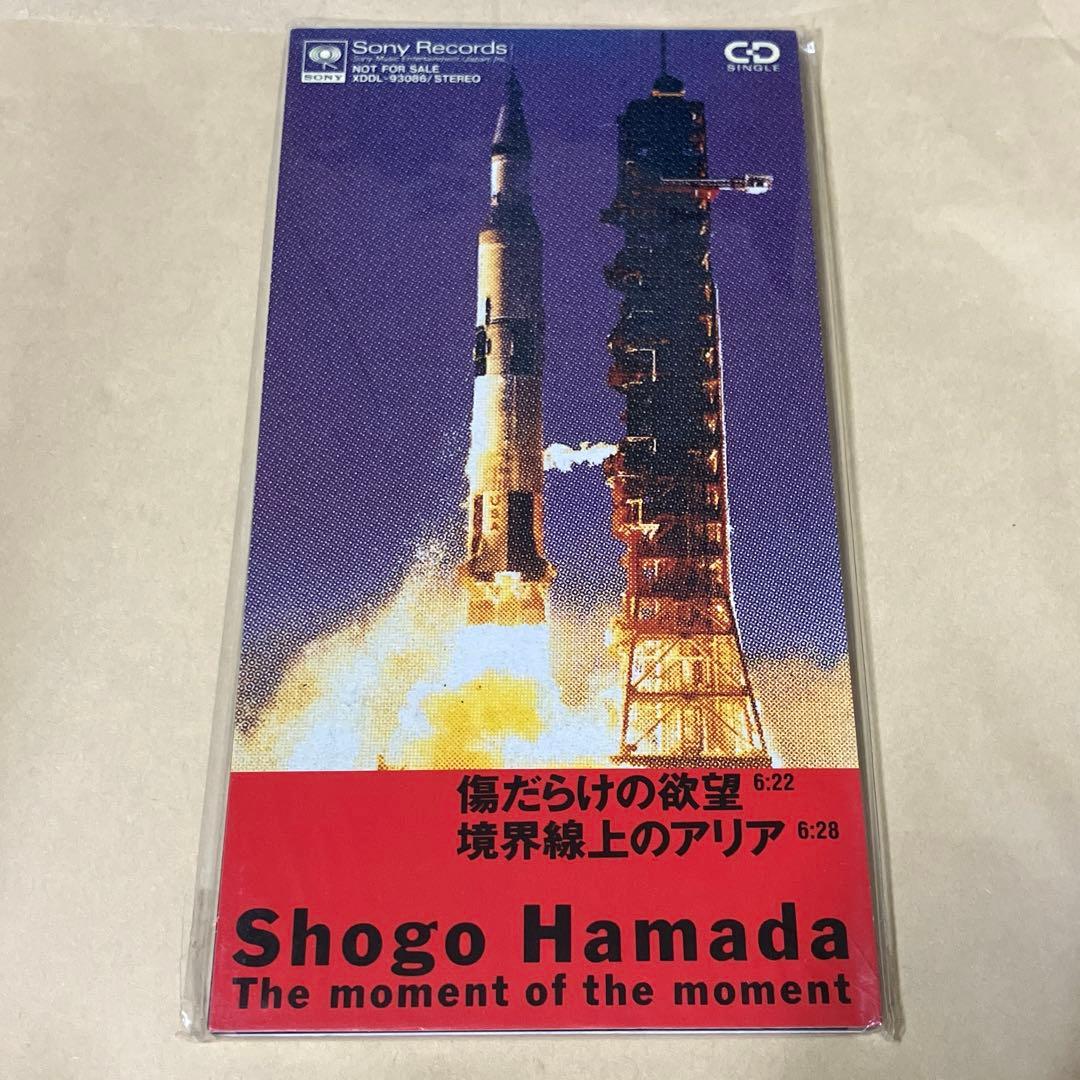 Sony Records
SONY
Sony Music Entertainment (Japan) Inc.
NOT FOR SALE
XDDL-93086/STEREO
CD
SINGLE
USA
傷だらけの欲望 6:22
境界線上のアリア 6:28
Shogo Hamada
The moment of the moment